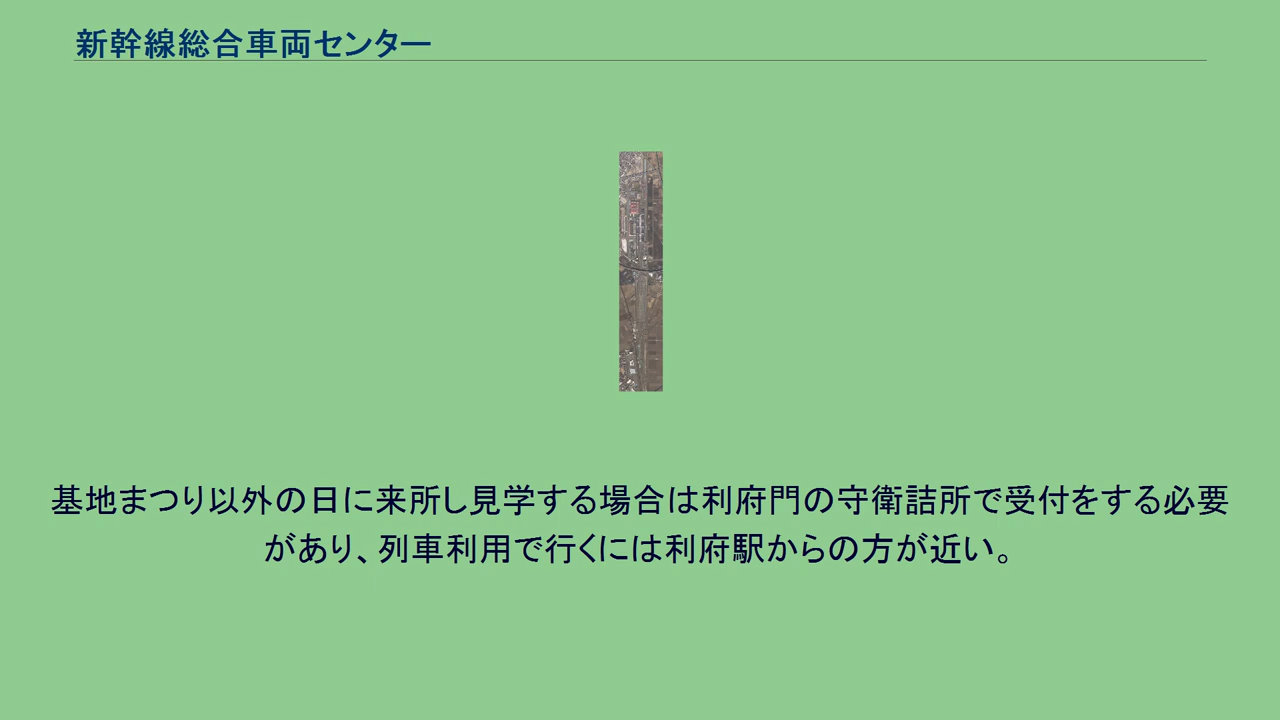 新幹線総合車両センター
基地まつり以外の日に来所し見学する場合は利府門の守衛詰所で受付をする必要
があり、列車利用で行くには利府駅からの方が近い。